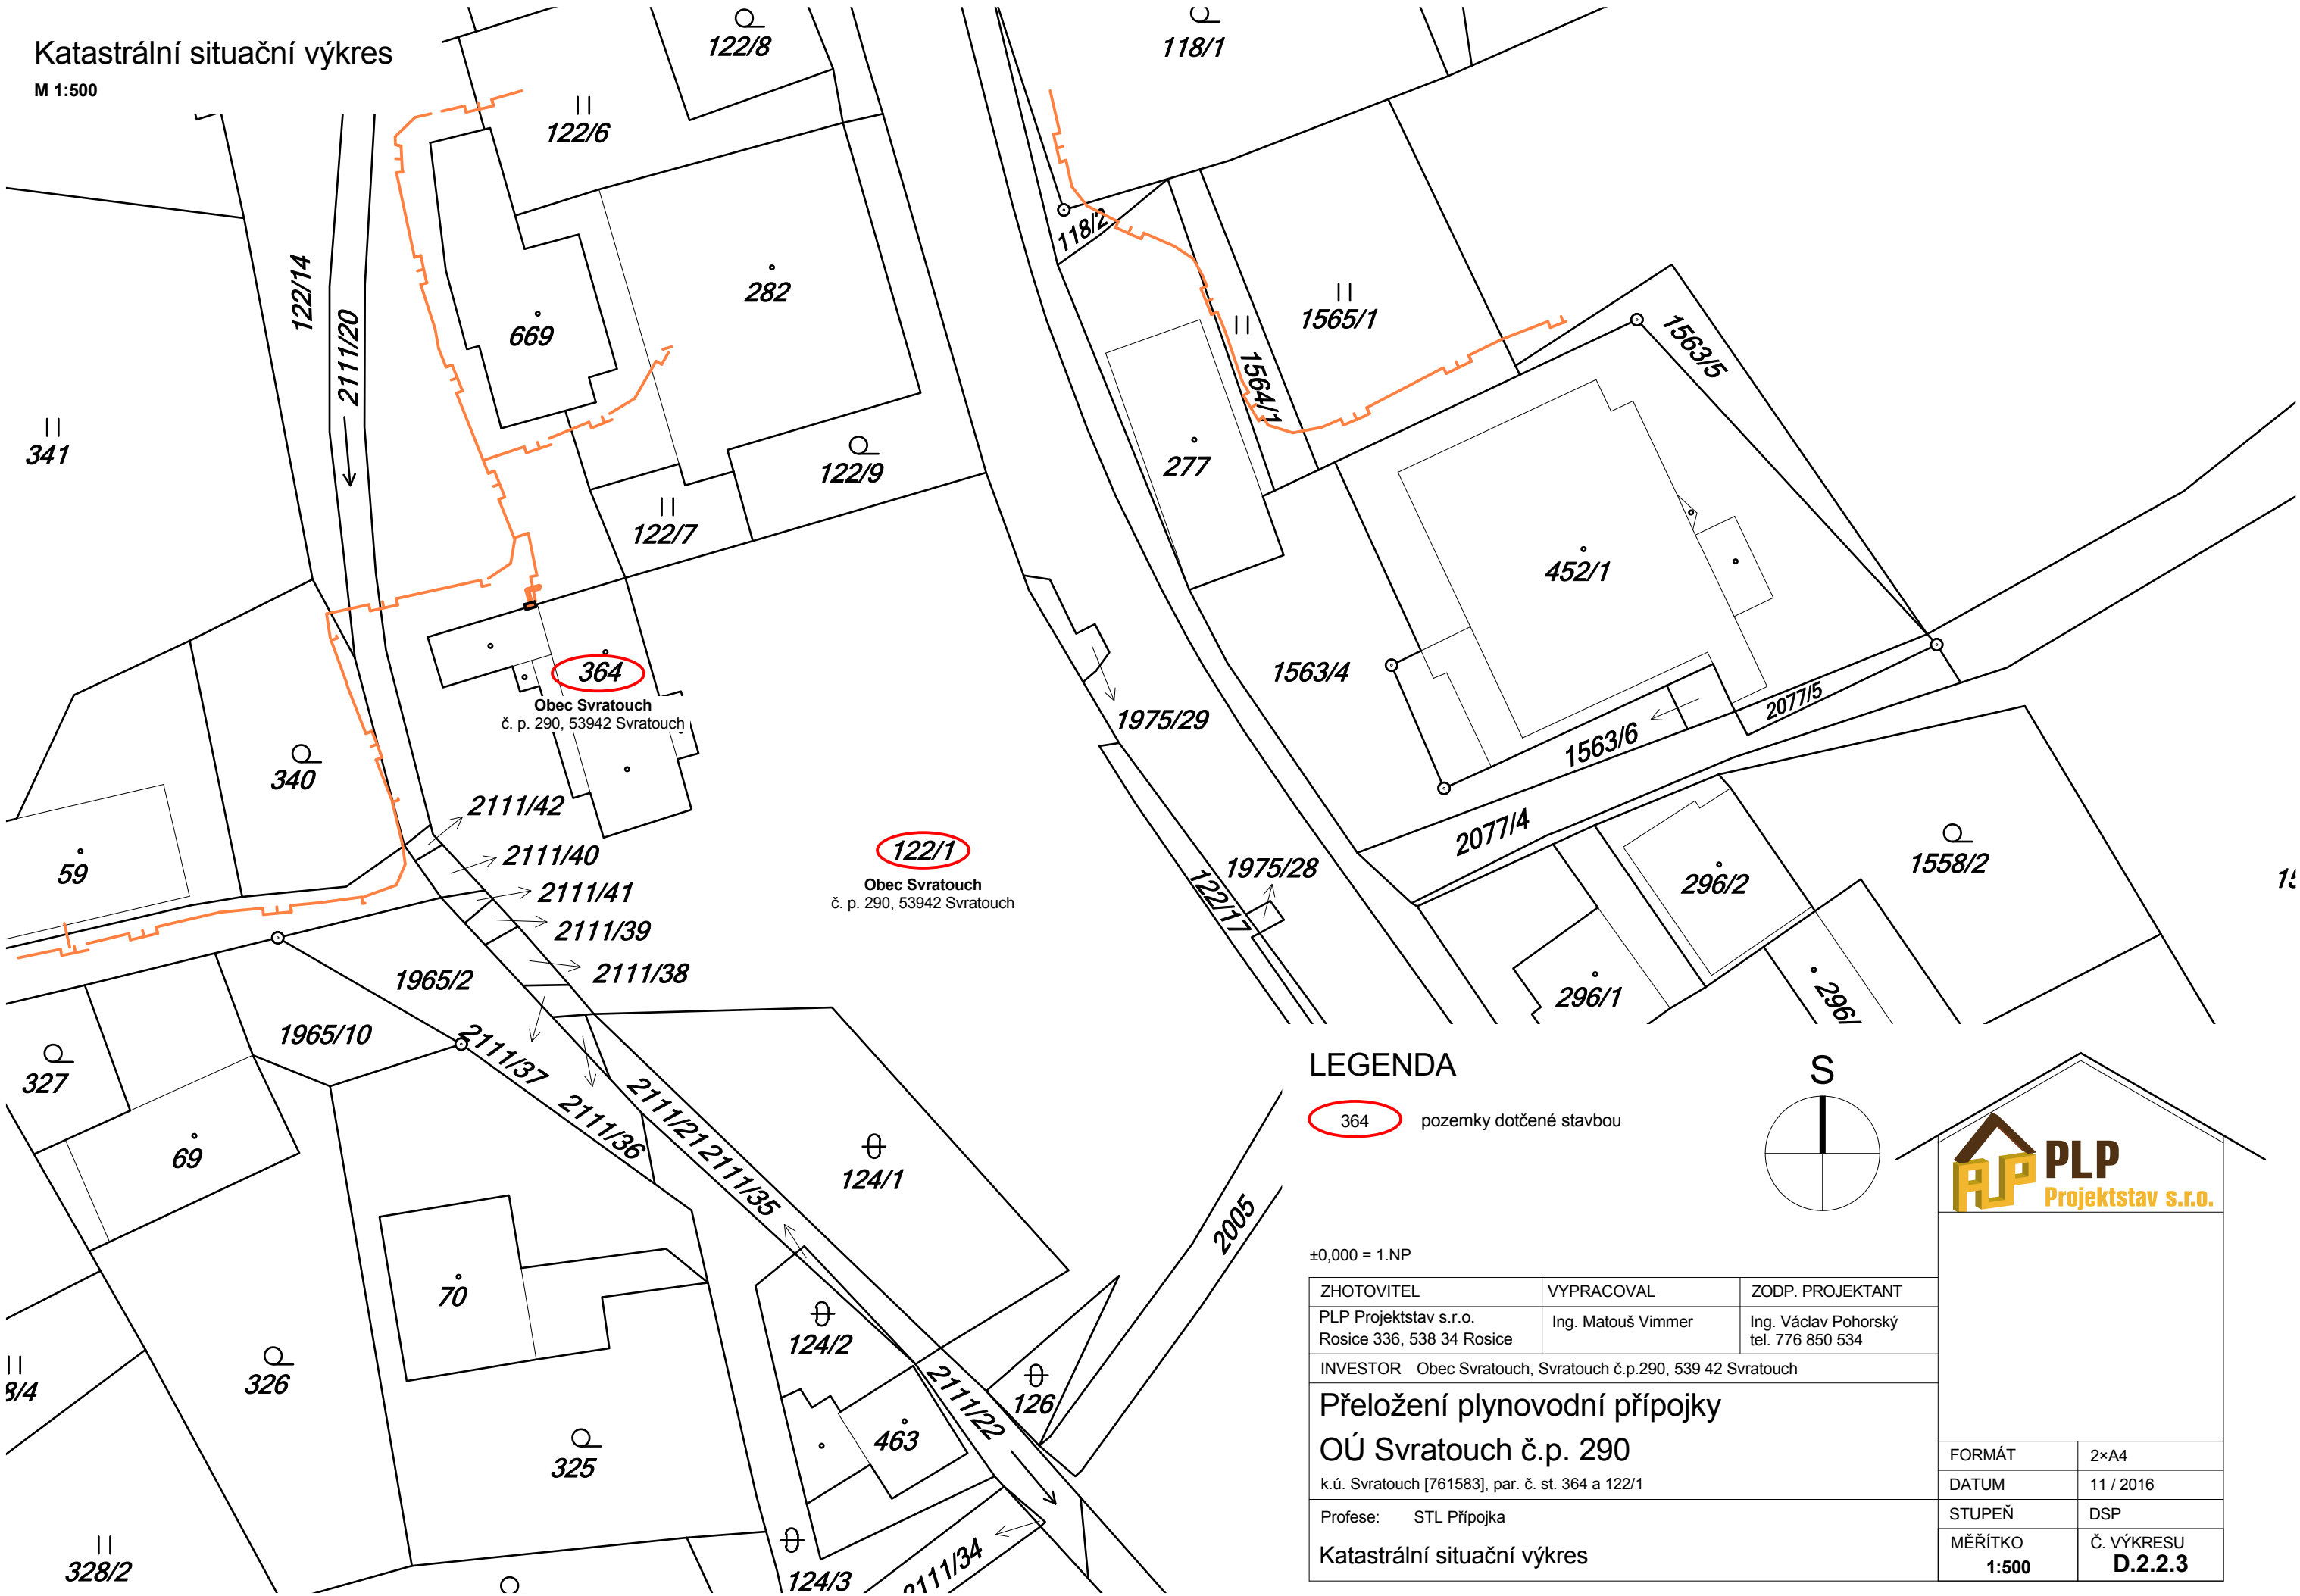 Katastrální situační výkres
M 1:500
122/8
118/1
122/6
118/2
122/14
2111/20
282
669
1565/1
1563/5
1564/1
341
277
122/9
122/7
452/1
364
Obec Svratouch
č. p. 290, 53942 Svratouch
1563/4
1975/29
2077/5
1563/6
340
2111/42
2077/4
59
2111/40
122/1
Obec Svratouch
č. p. 290, 53942 Svratouch
1975/28
1558/2
296/2
2111/41
122/17
2111/39
2111/38
1965/2
296/1
296/
1965/10
2111/37
327
2111/36
2111/21
2111/35
69
124/1
2005
70
124/2
326
126
8/4
2111/22
463
325
328/2
124/3
2111/34
LEGENDA
364 pozemky dotčené stavbou
S
PLP
Projektstav s.r.o.
±0,000 = 1.NP
ZHOTOVITEL VYPRACOVAL ZODP. PROJEKTANT
PLP Projektstav s.r.o. Ing. Matouš Vimmer Ing. Václav Pohorský
Rosice 336, 538 34 Rosice tel. 776 850 534
INVESTOR Obec Svratouch, Svratouch č.p.290, 539 42 Svratouch
Přeložení plynovodní přípojky
OÚ Svratouch č.p. 290
k.ú. Svratouch [761583], par. č. st. 364 a 122/1
Profese: STL Přípojka
Katastrální situační výkres
FORMÁT 2×A4
DATUM 11 / 2016
STUPEŇ DSP
MĚŘÍTKO Č. VÝKRESU
1:500 D.2.2.3